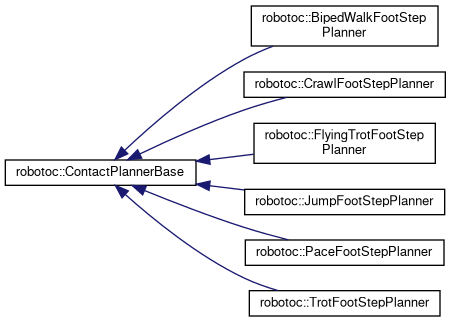 robotoc::BipedWalkFootStep
Planner
robotoc::CrawlFootStepPlanner
robotoc::FlyingTrotFootStep
Planner
robotoc::ContactPlannerBase
robotoc::JumpFootStepPlanner
robotoc::PaceFootStepPlanner
robotoc::TrotFootStepPlanner